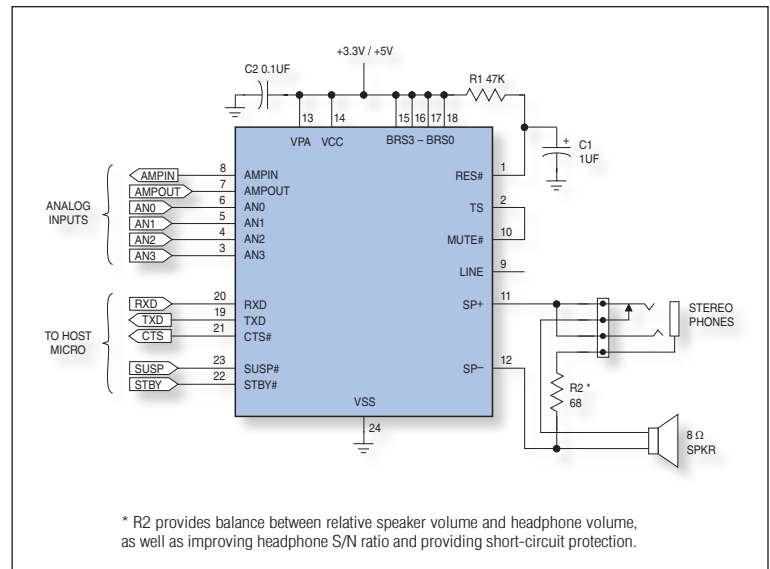 +3.3V / +5V
C2 0.1UF
R1 47K
13
14
15
16
17
18
VPA
VCC
BRS3 – BRS0
C1
1UF
+
ANALOG
INPUTS
AMPIN
8
AMPIN
RES#
1
AMPOUT
7
AMPOUT
AN0
6
AN0
TS
2
AN1
5
AN1
AN2
4
AN2
MUTE#
10
AN3
3
AN3
LINE
9
TO HOST
MICRO
RXD
20
RXD
SP+
11
STEREO
PHONES
TXD
19
TXD
CTS
21
CTS#
SUSP
23
SUSP#
SP–
12
STBY
22
STBY#
R2 *
68
VSS
24
8 Ω
SPKR
* R2 provides balance between relative speaker volume and headphone volume,
as well as improving headphone S/N ratio and providing short-circuit protection.